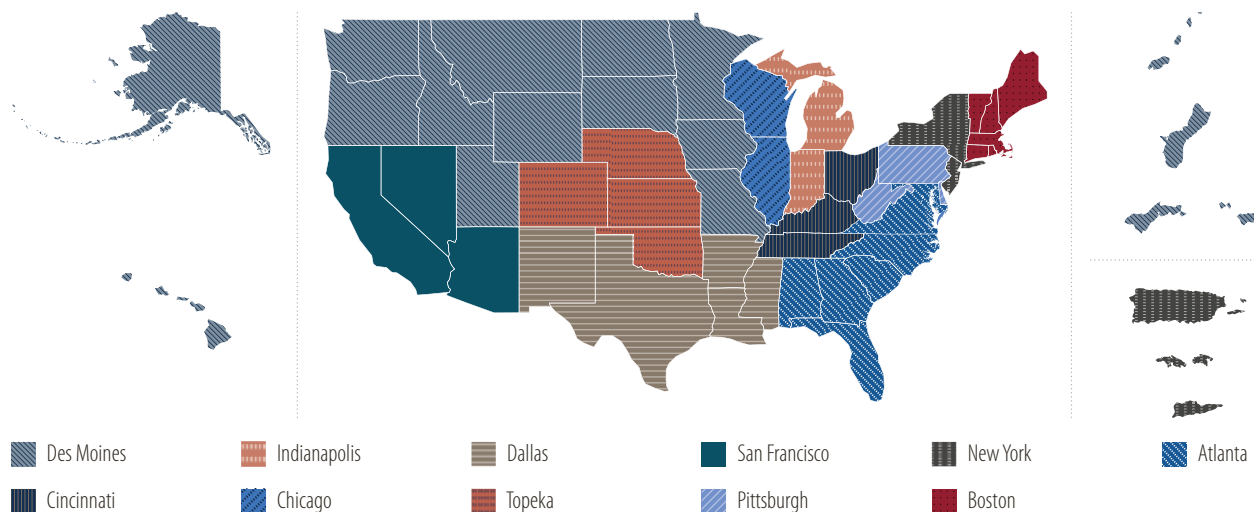 Des Moines
Indianapolis
Dallas
San Francisco
New York
Atlanta
Cincinnati
Chicago
Topeka
Pittsburgh
Boston